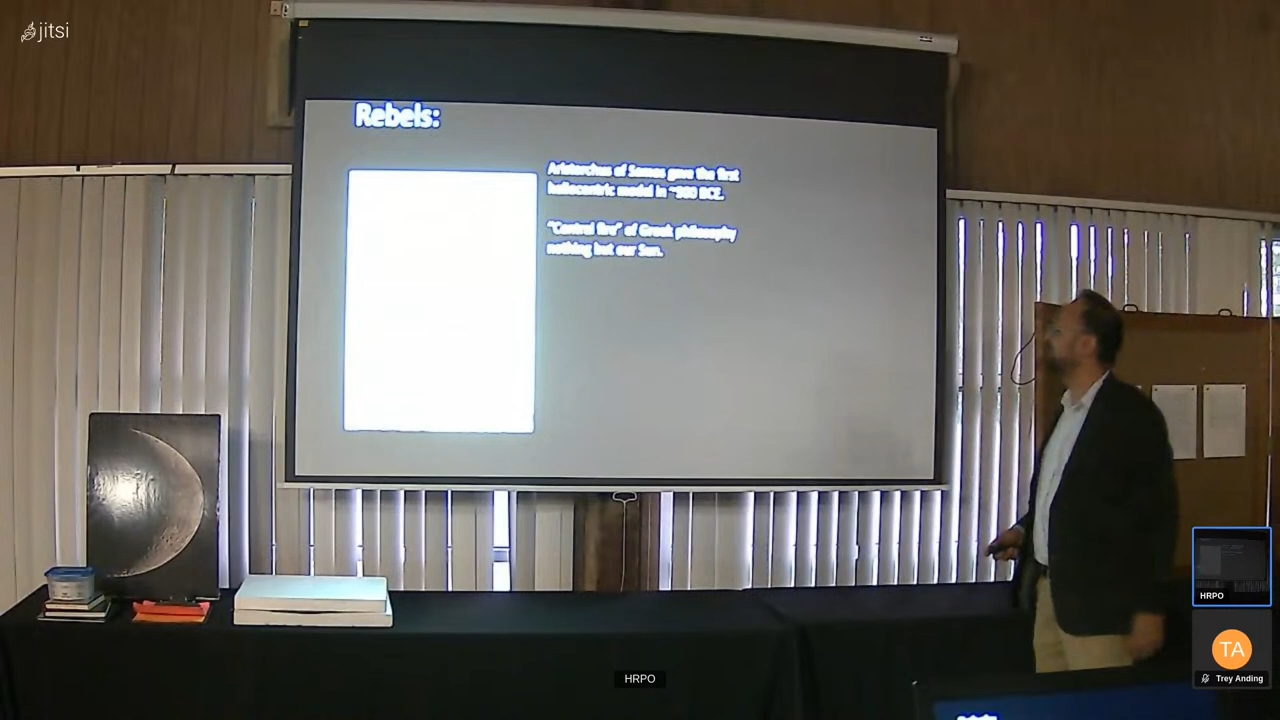 jitsi
Rebels:
Aristarchus of Samos gave the first
heliocentric model in ~300 BCE.
"Central fire" of Greek philosophy
nothing but our Sun.
HRPO
TA
Trey Anding
HRPO